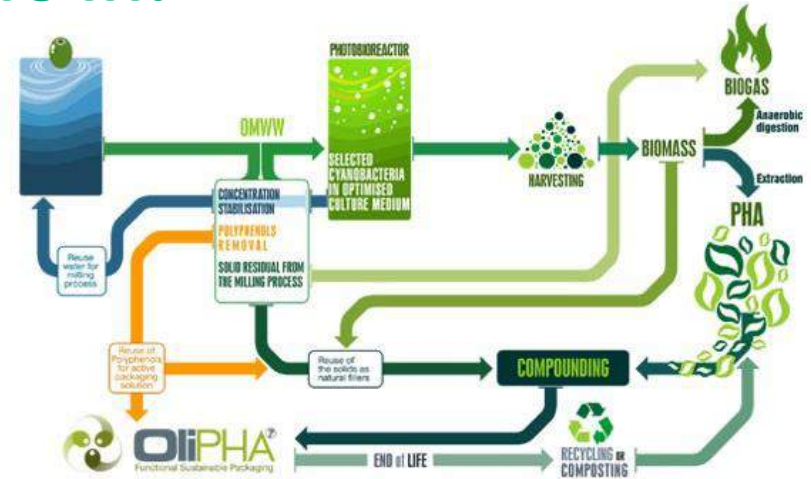 PHOTOBIOREACTOR
BIOGAS
Anaerobic
digestion
OMWW
SELECTED
CYANOBACTERIA
IN OPTIMISED
CULTURE MEDIUM
HARVESTING
BIOMASS
Extraction
PHA
CONCENTRATION
STABILISATION
POLYPHENOLS
REMOVAL
SOLID RESIDUAL FROM
THE MILLING PROCESS
Reuse
water for
milling
process
Reuse of
Polyphenols
for active
packaging
solution
Reuse of
the solids as
natural fillers
COMPOUNDING
OliPHA
Functional Sustainable Packaging
END of LIFE
RECYCLING OR
COMPOSTING